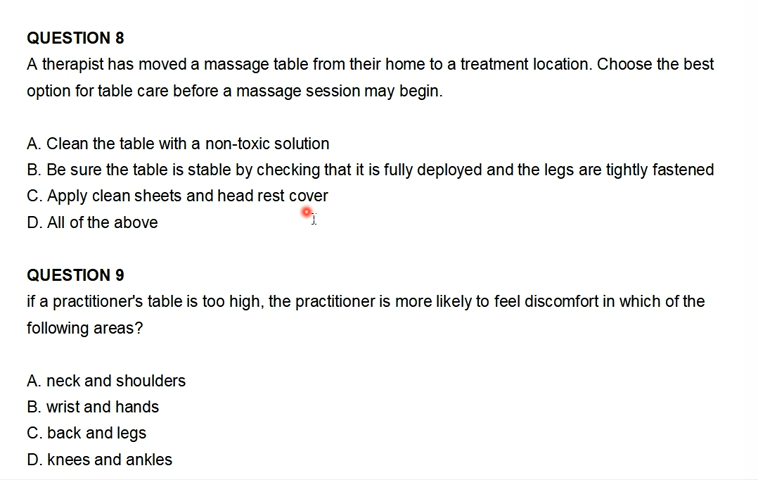 QUESTION 8
A therapist has moved a massage table from their home to a treatment location. Choose the best
option for table care before a massage session may begin.
A. Clean the table with a non-toxic solution
B. Be sure the table is stable by checking that it is fully deployed and the legs are tightly fastened
C. Apply clean sheets and head rest cover
D. All of the above
QUESTION 9
if a practitioner's table is too high, the practitioner is more likely to feel discomfort in which of the
following areas?
A. neck and shoulders
B. wrist and hands
C. back and legs
D. knees and ankles